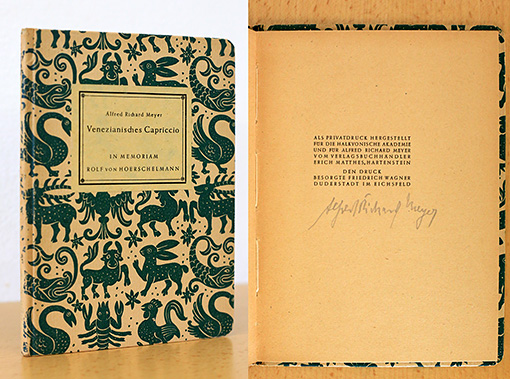 Alfred Richard Meyer
Venezianisches Capriccio
IN MEMORIAM
ROLF VON HOERSCHELMANN
ALS PRIVATDRUCK HERGESTELLT
FÜR DIE HALKYONISCHE AKADEMIE
UND FÜR ALFRED RICHARD MEYER
VOM VERLAGSBUCHHÄNDLER
ERICH MATTHES, HARTENSTEIN
DEN DRUCK
BESORGTE FRIEDRICH WAGNER
DUDERSTADT IM EICHSFELD
Alfred Richard Meyer